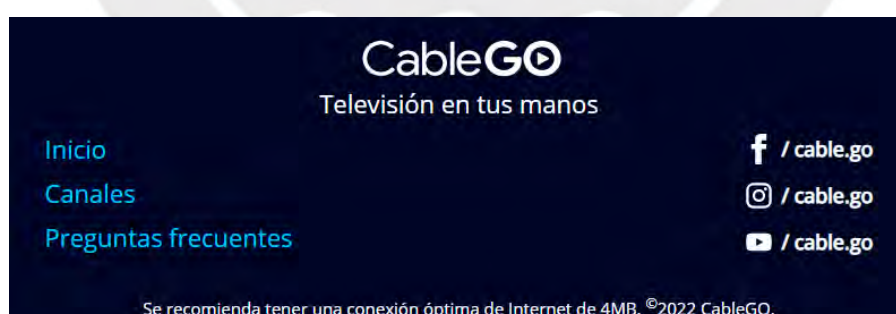 CableGO
Televisión en tus manos
Inicio
Canales
Preguntas frecuentes
/ cable.go
/ cable.go
/ cable.go
Se recomienda tener una conexión óptima de Internet de 4MB. ©2022 CableGO.